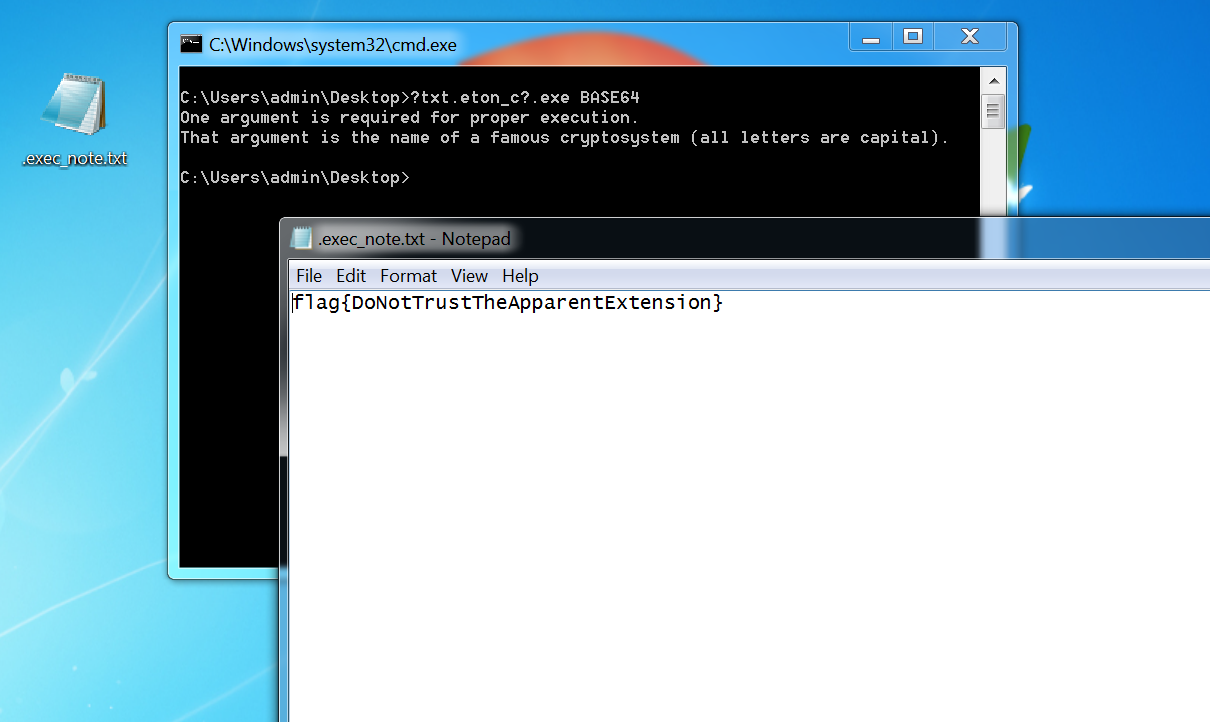 C:\Windows\system32\cmd.exe
C:\Users\admin\Desktop>?txt.eton_c?.exe BASE64
One argument is required for proper execution.
That argument is the name of a famous cryptosystem (all letters are capital).
C:\Users\admin\Desktop>
.exec_note.txt
.exec_note.txt - Notepad
File Edit Format View Help
flag{DoNotTrustTheApparentExtension}